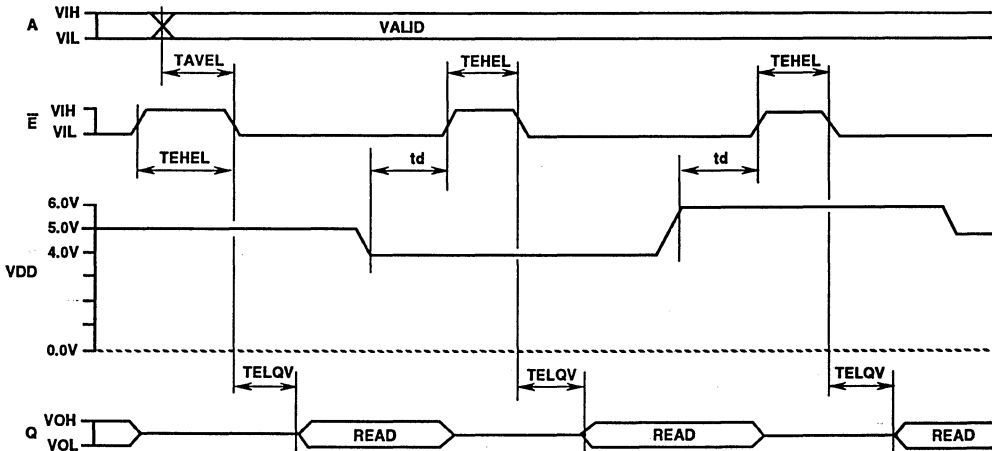 A VIH VALID
VIL
TAVEL TEHEL TEHEL
E VIH
VIL
TEHEL td td
6.0V
5.0V
4.0V
VDD
0.0V
TELQV TELQV TELQV
Q VOH READ READ READ
VOL